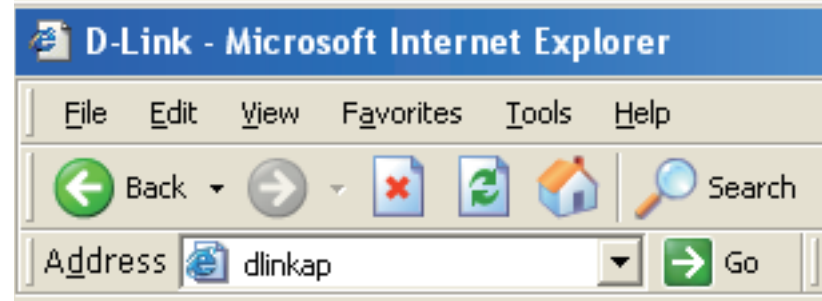 D-Link - Microsoft Internet Explorer
File Edit View Favorites Tools Help
Back Search
Address dlinkap Go